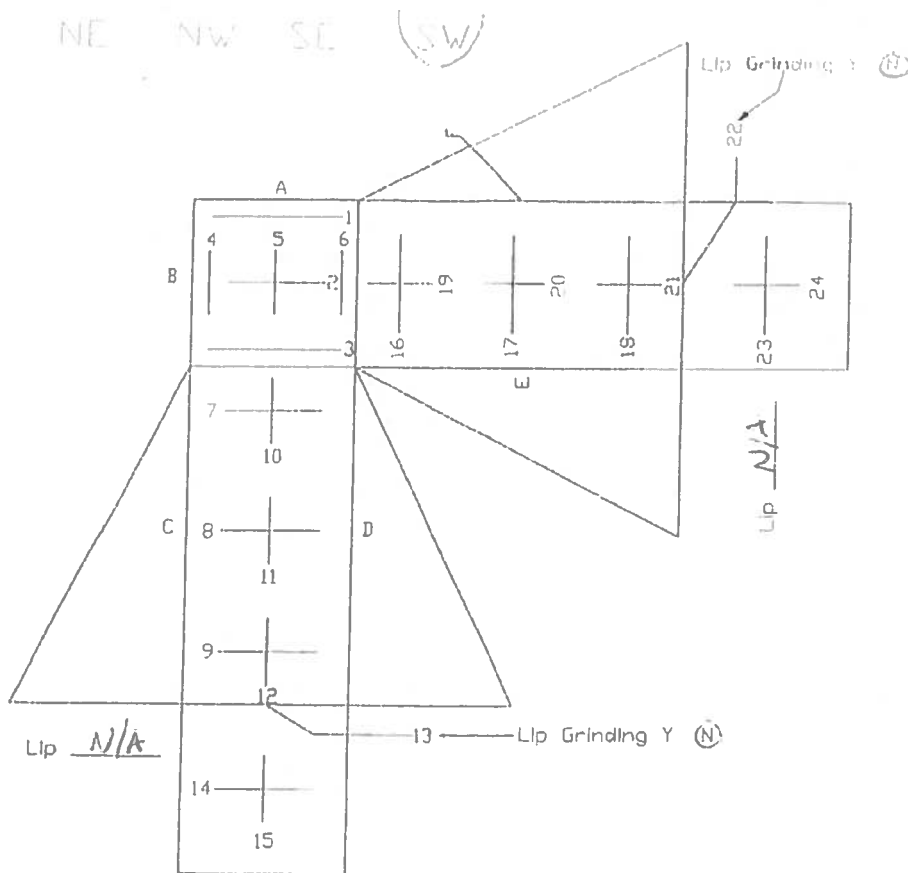 NE NW SE SW
Lip Grinding Y N
22
F
A
1
4 5 6
B
2 19 20 21 24
3 16 17 18 23
E
7
10
Lip N/A
C 8 D
11
9
12
13 Lip Grinding Y N
Lip N/A
14
15